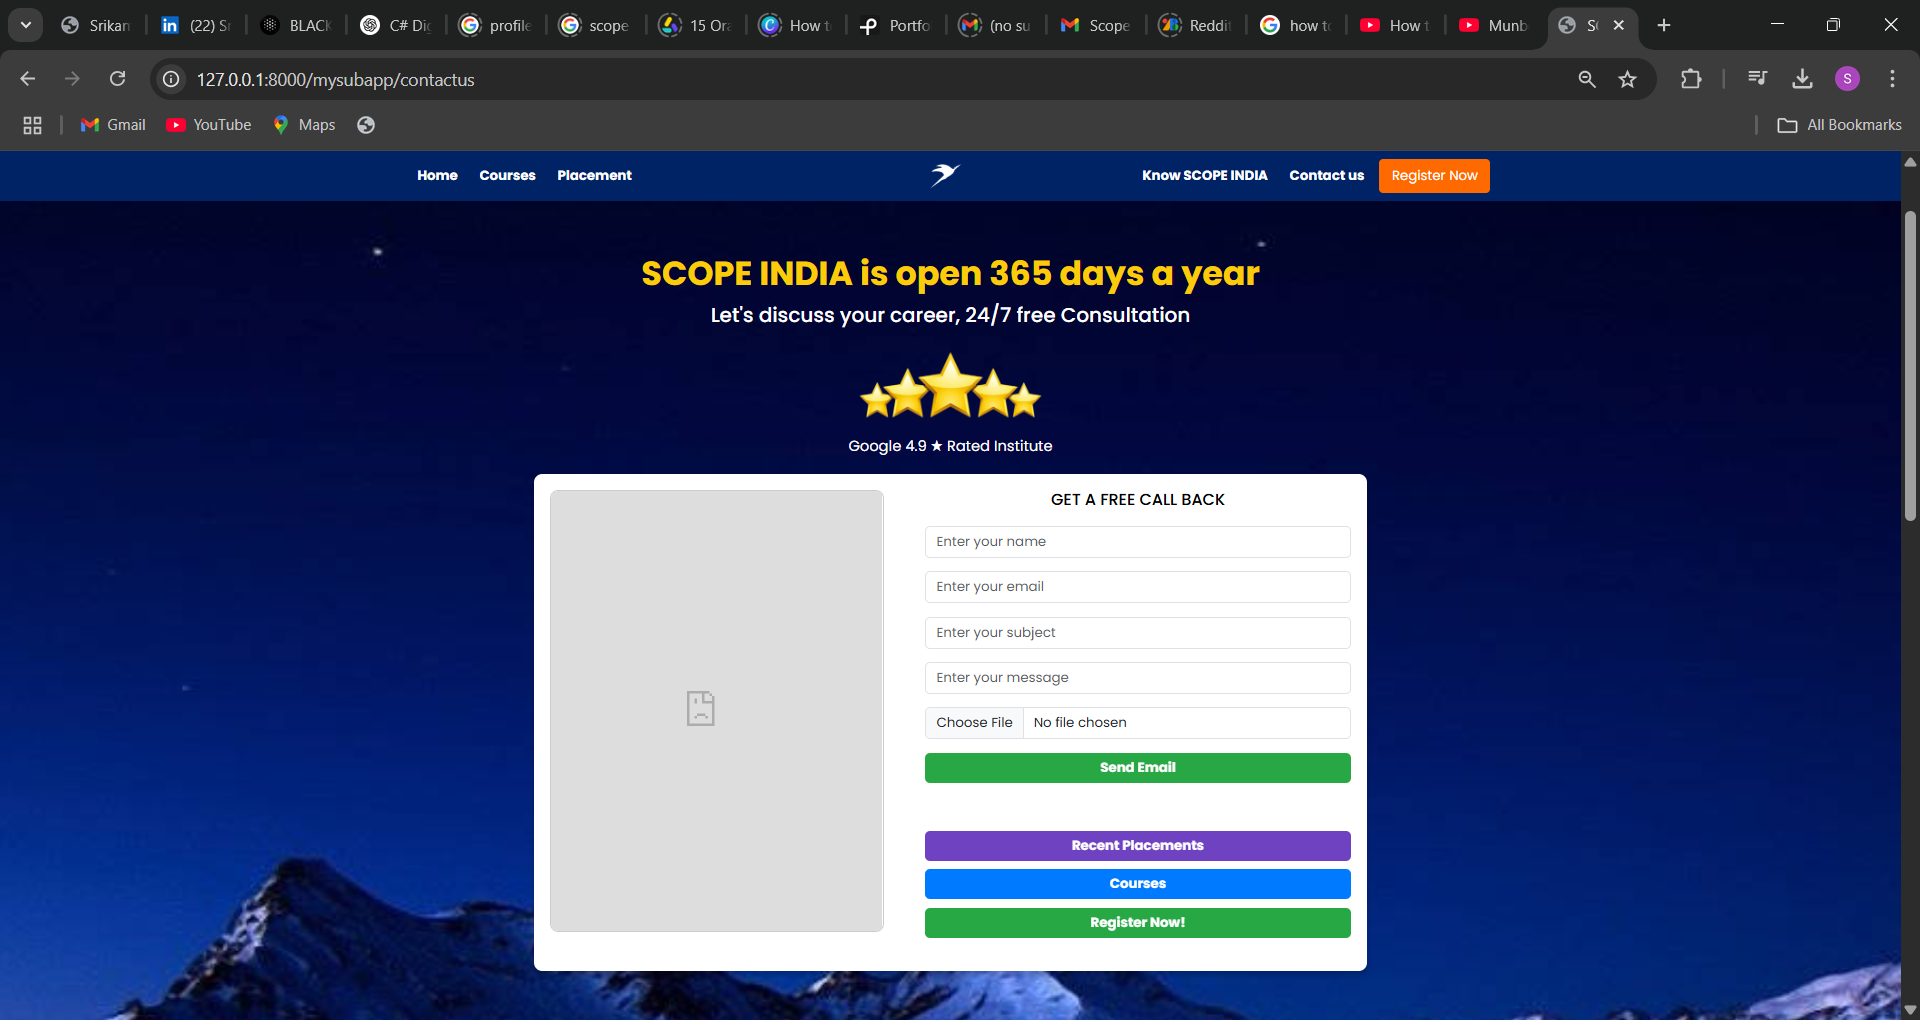 Srikan
(22) Sr
BLACK
C# Dig
profile
scope
15 Ora
How to
Portfo
(no su
Scope
Reddit
how to
How t
Munb
127.0.0.1:8000/mysubapp/contactus
S
Gmail
YouTube
Maps
All Bookmarks
Home Courses Placement Know SCOPE INDIA Contact us Register Now
SCOPE INDIA is open 365 days a year
Let's discuss your career, 24/7 free Consultation
Google 4.9 ★ Rated Institute
GET A FREE CALL BACK
Enter your name
Enter your email
Enter your subject
Enter your message
Choose File No file chosen
Send Email
Recent Placements
Courses
Register Now!